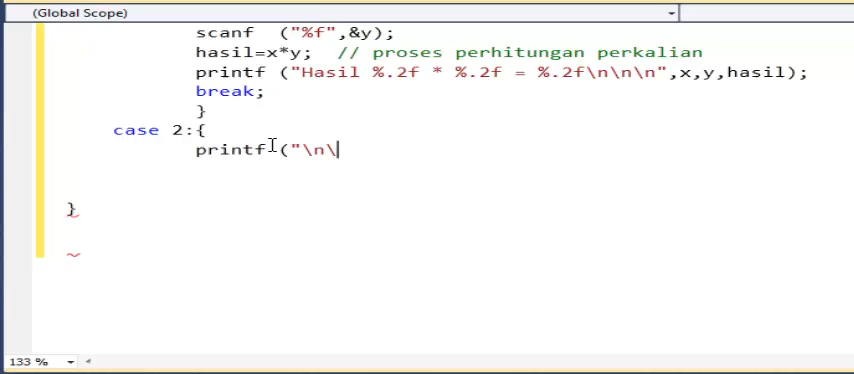 (Global Scope)
scanf ("%f",&y);
hasil=x*y; // proses perhitungan perkalian
printf ("Hasil %.2f * %.2f = %.2f\n\n\n",x,y,hasil);
break;
}
case 2:{
printf ("\n\
}
133 %